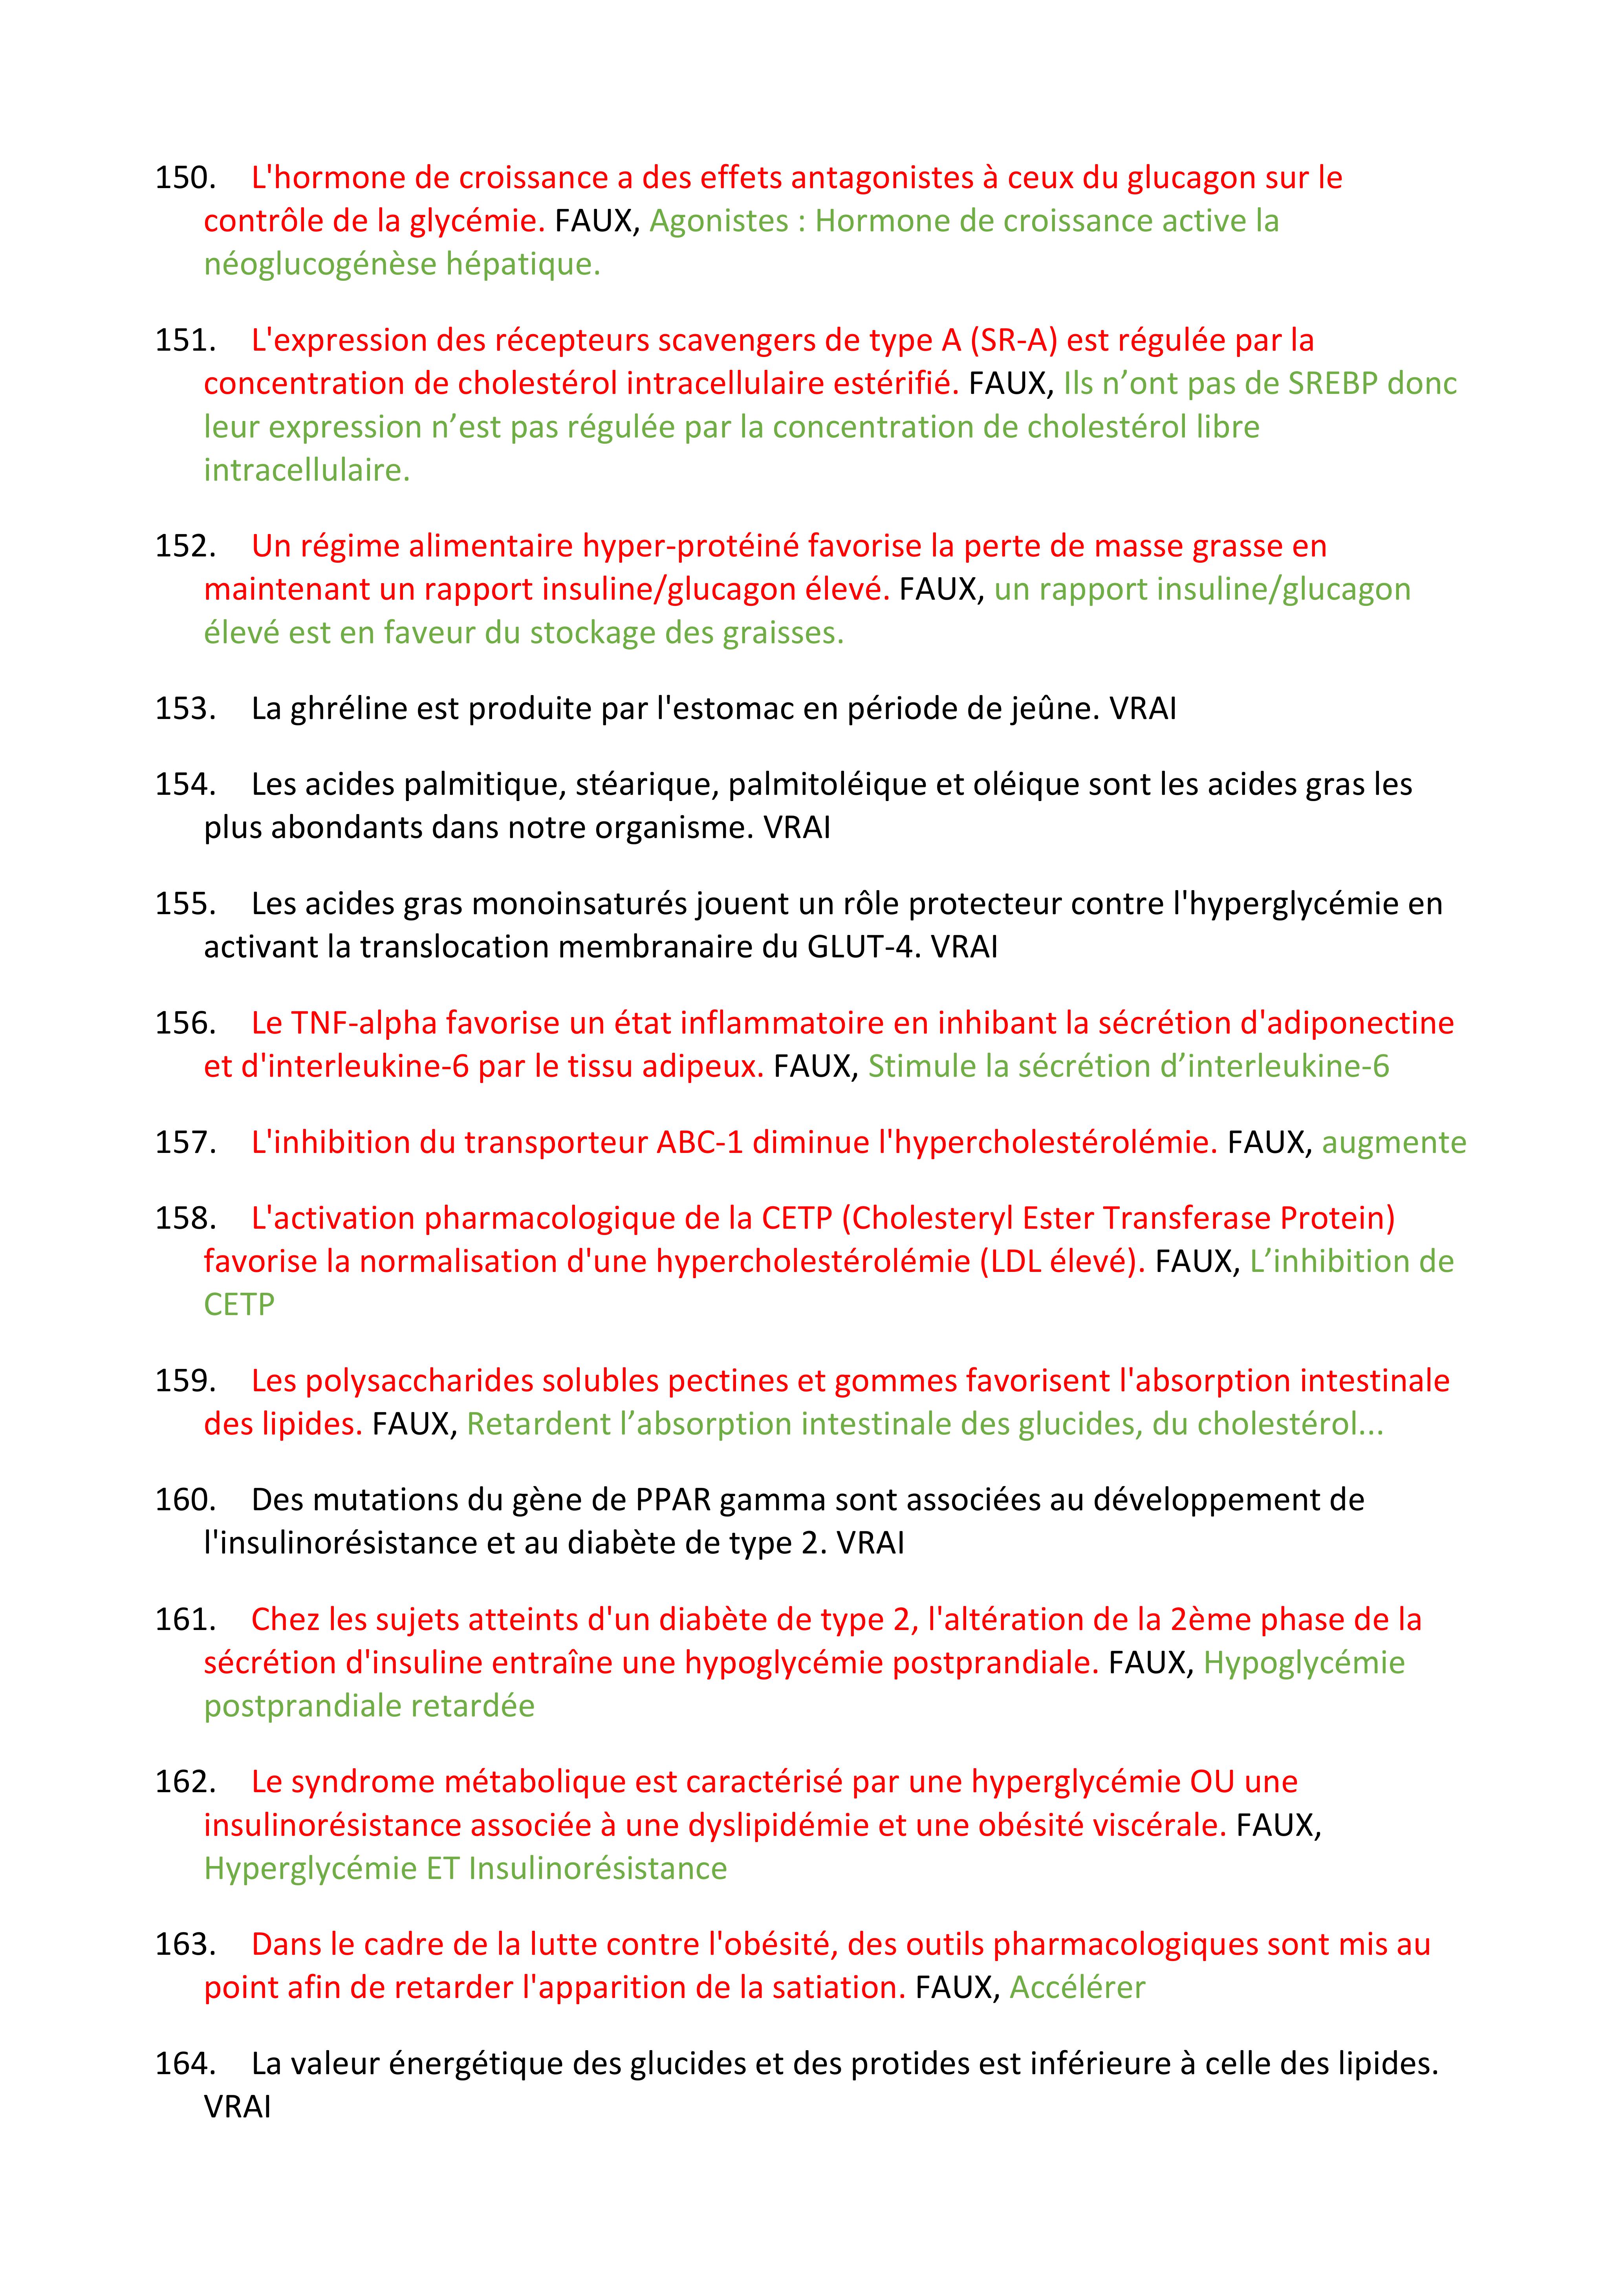 150. L'hormone de croissance a des effets antagonistes à ceux du glucagon sur le
contrôle de la glycémie. FAUX, Agonistes : Hormone de croissance active la
néoglucogénèse hépatique.
151. L'expression des récepteurs scavengers de type A (SR-A) est régulée par la
concentration de cholestérol intracellulaire estérifié. FAUX, Ils n’ont pas de SREBP donc
leur expression n’est pas régulée par la concentration de cholestérol libre
intracellulaire.
152. Un régime alimentaire hyper-protéiné favorise la perte de masse grasse en
maintenant un rapport insuline/glucagon élevé. FAUX, un rapport insuline/glucagon
élevé est en faveur du stockage des graisses.
153. La ghréline est produite par l'estomac en période de jeûne. VRAI
154. Les acides palmitique, stéarique, palmitoléique et oléique sont les acides gras les
plus abondants dans notre organisme. VRAI
155. Les acides gras monoinsaturés jouent un rôle protecteur contre l'hyperglycémie en
activant la translocation membranaire du GLUT-4. VRAI
156. Le TNF-alpha favorise un état inflammatoire en inhibant la sécrétion d'adiponectine
et d'interleukine-6 par le tissu adipeux. FAUX, Stimule la sécrétion d’interleukine-6
157. L'inhibition du transporteur ABC-1 diminue l'hypercholestérolémie. FAUX, augmente
158. L'activation pharmacologique de la CETP (Cholesteryl Ester Transferase Protein)
favorise la normalisation d'une hypercholestérolémie (LDL élevé). FAUX, L’inhibition de
CETP
159. Les polysaccharides solubles pectines et gommes favorisent l'absorption intestinale
des lipides. FAUX, Retardent l’absorption intestinale des glucides, du cholestérol...
160. Des mutations du gène de PPAR gamma sont associées au développement de
l'insulinorésistance et au diabète de type 2. VRAI
161. Chez les sujets atteints d'un diabète de type 2, l'altération de la 2ème phase de la
sécrétion d'insuline entraîne une hypoglycémie postprandiale. FAUX, Hypoglycémie
postprandiale retardée
162. Le syndrome métabolique est caractérisé par une hyperglycémie OU une
insulinorésistance associée à une dyslipidémie et une obésité viscérale. FAUX,
Hyperglycémie ET Insulinorésistance
163. Dans le cadre de la lutte contre l'obésité, des outils pharmacologiques sont mis au
point afin de retarder l'apparition de la satiation. FAUX, Accélérer
164. La valeur énergétique des glucides et des protides est inférieure à celle des lipides.
VRAI